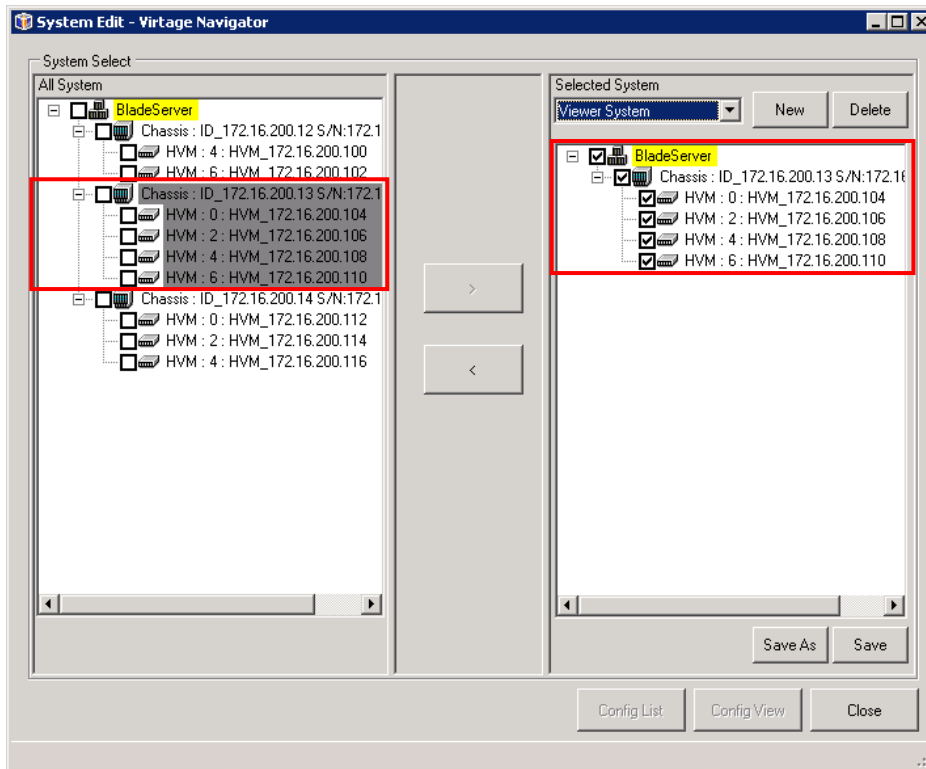 System Edit - Virtage Navigator
System Select
All System
BladeServer
Chassis : ID_172.16.200.12 S/N:172.1
HVM : 4 : HVM_172.16.200.100
HVM : 6 : HVM_172.16.200.102
Chassis : ID_172.16.200.13 S/N:172.1
HVM : 0 : HVM_172.16.200.104
HVM : 2 : HVM_172.16.200.106
HVM : 4 : HVM_172.16.200.108
HVM : 6 : HVM_172.16.200.110
Chassis : ID_172.16.200.14 S/N:172.1
HVM : 0 : HVM_172.16.200.112
HVM : 2 : HVM_172.16.200.114
HVM : 4 : HVM_172.16.200.116
>
<
Selected System
Viewer System
New
Delete
BladeServer
Chassis : ID_172.16.200.13 S/N:172.16
HVM : 0 : HVM_172.16.200.104
HVM : 2 : HVM_172.16.200.106
HVM : 4 : HVM_172.16.200.108
HVM : 6 : HVM_172.16.200.110
Save As
Save
Config List
Config View
Close